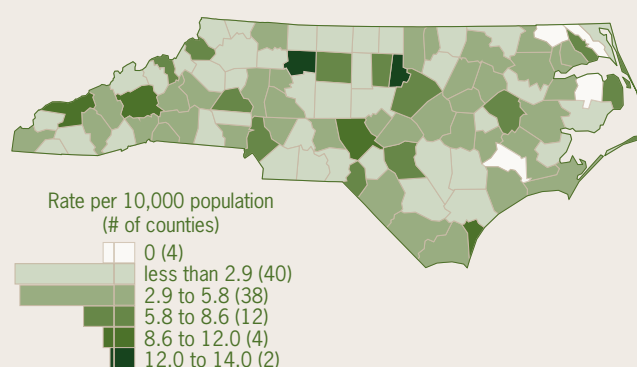 Rate per 10,000 population
(# of counties)
0 (4)
less than 2.9 (40)
2.9 to 5.8 (38)
5.8 to 8.6 (12)
8.6 to 12.0 (4)
12.0 to 14.0 (2)